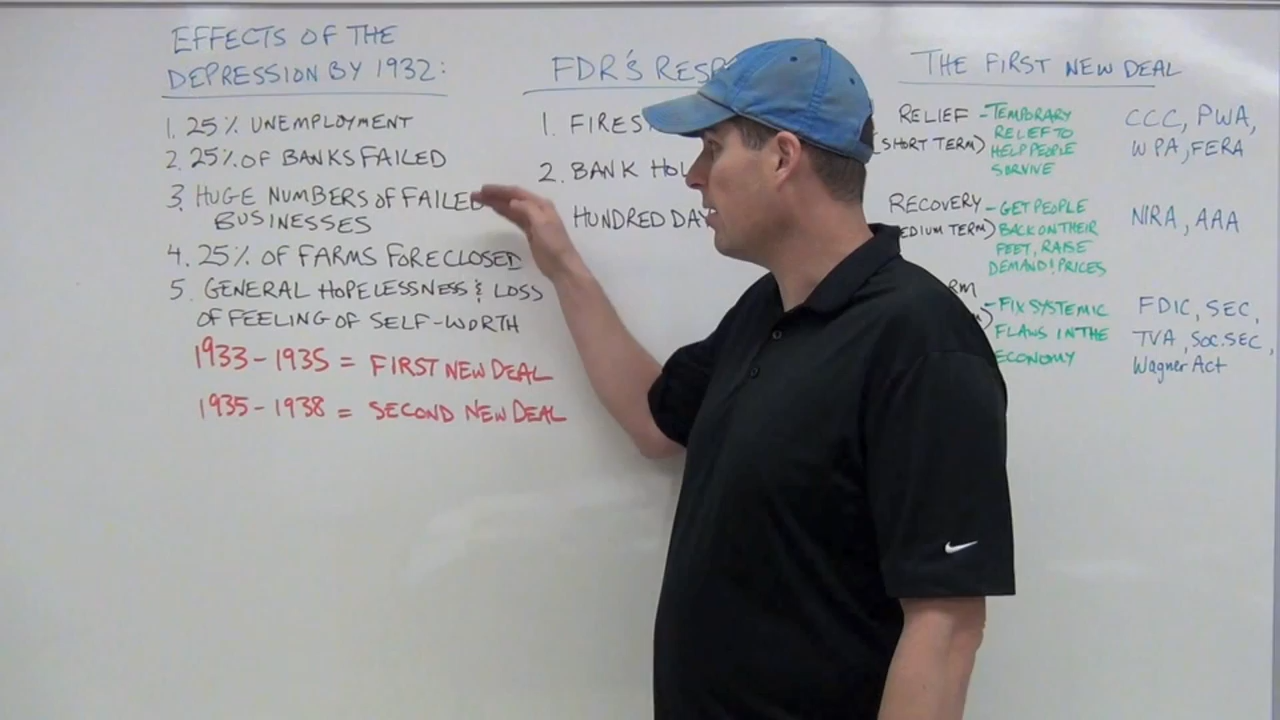 EFFECTS OF THE
DEPRESSION BY 1932:
1. 25% UNEMPLOYMENT
2. 25% OF BANKS FAILED
3. HUGE NUMBERS OF FAILED
BUSINESSES
4. 25% OF FARMS FORECLOSED
5. GENERAL HOPELESSNESS & LOSS
OF FEELING OF SELF-WORTH
1933-1935 = FIRST NEW DEAL
1935-1938 = SECOND NEW DEAL
FDR'S
1.
2. BANK
HUNDRED
THE FIRST NEW DEAL
RELIEF - TEMPORARY
(SHORT TERM) RELIEF TO
HELP PEOPLE
SURVIVE
CCC, PWA,
WPA, FERA
RECOVERY - GET PEOPLE
TERM) BACK ON THEIR
FEET, RAISE
DEMAND & PRICES
NIRA, AAA
- FIX SYSTEMIC
FLAWS IN THE
ECONOMY
FDIC, SEC,
TVA, SOC. SEC,
Wagner Act